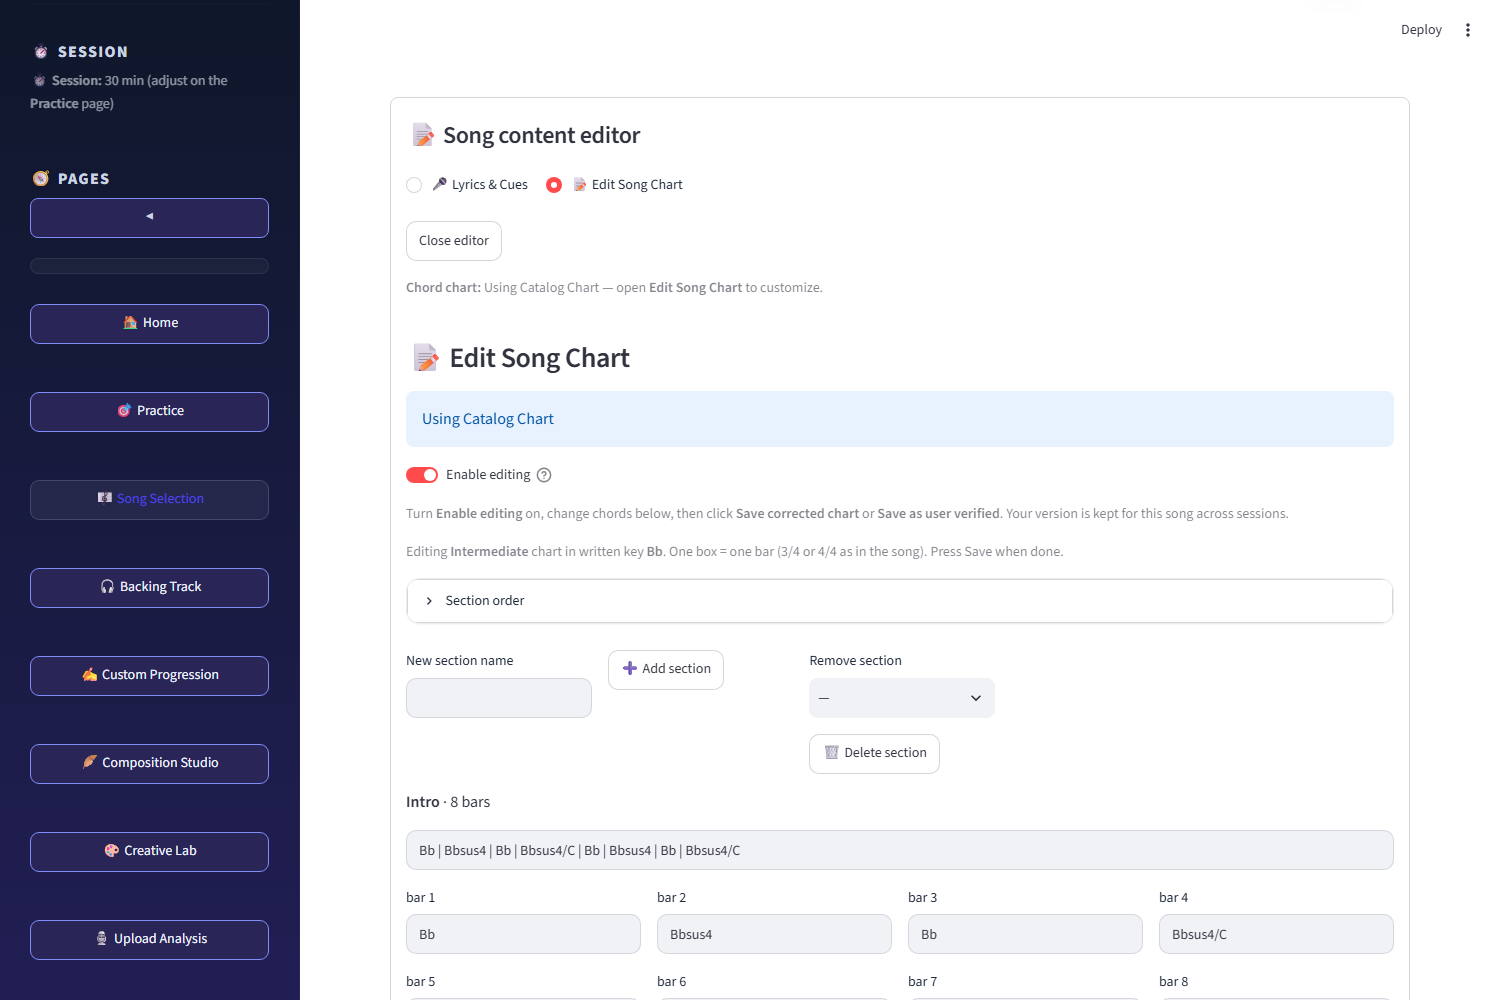 SESSION
Session: 30 min (adjust on the
Practice page)
PAGES
Home
Practice
Song Selection
Backing Track
Custom Progression
Composition Studio
Creative Lab
Upload Analysis
Deploy
Song content editor
Lyrics & Cues
Edit Song Chart
Close editor
Chord chart: Using Catalog Chart — open Edit Song Chart to customize.
Edit Song Chart
Using Catalog Chart
Enable editing
Turn Enable editing on, change chords below, then click Save corrected chart or Save as user verified. Your version is kept for this song across sessions.
Editing Intermediate chart in written key Bb. One box = one bar (3/4 or 4/4 as in the song). Press Save when done.
Section order
New section name
Add section
Remove section
—
Delete section
Intro · 8 bars
Bb | Bbsus4 | Bb | Bbsus4/C | Bb | Bbsus4 | Bb | Bbsus4/C
bar 1
bar 2
bar 3
bar 4
Bb
Bbsus4
Bb
Bbsus4/C
bar 5
bar 6
bar 7
bar 8